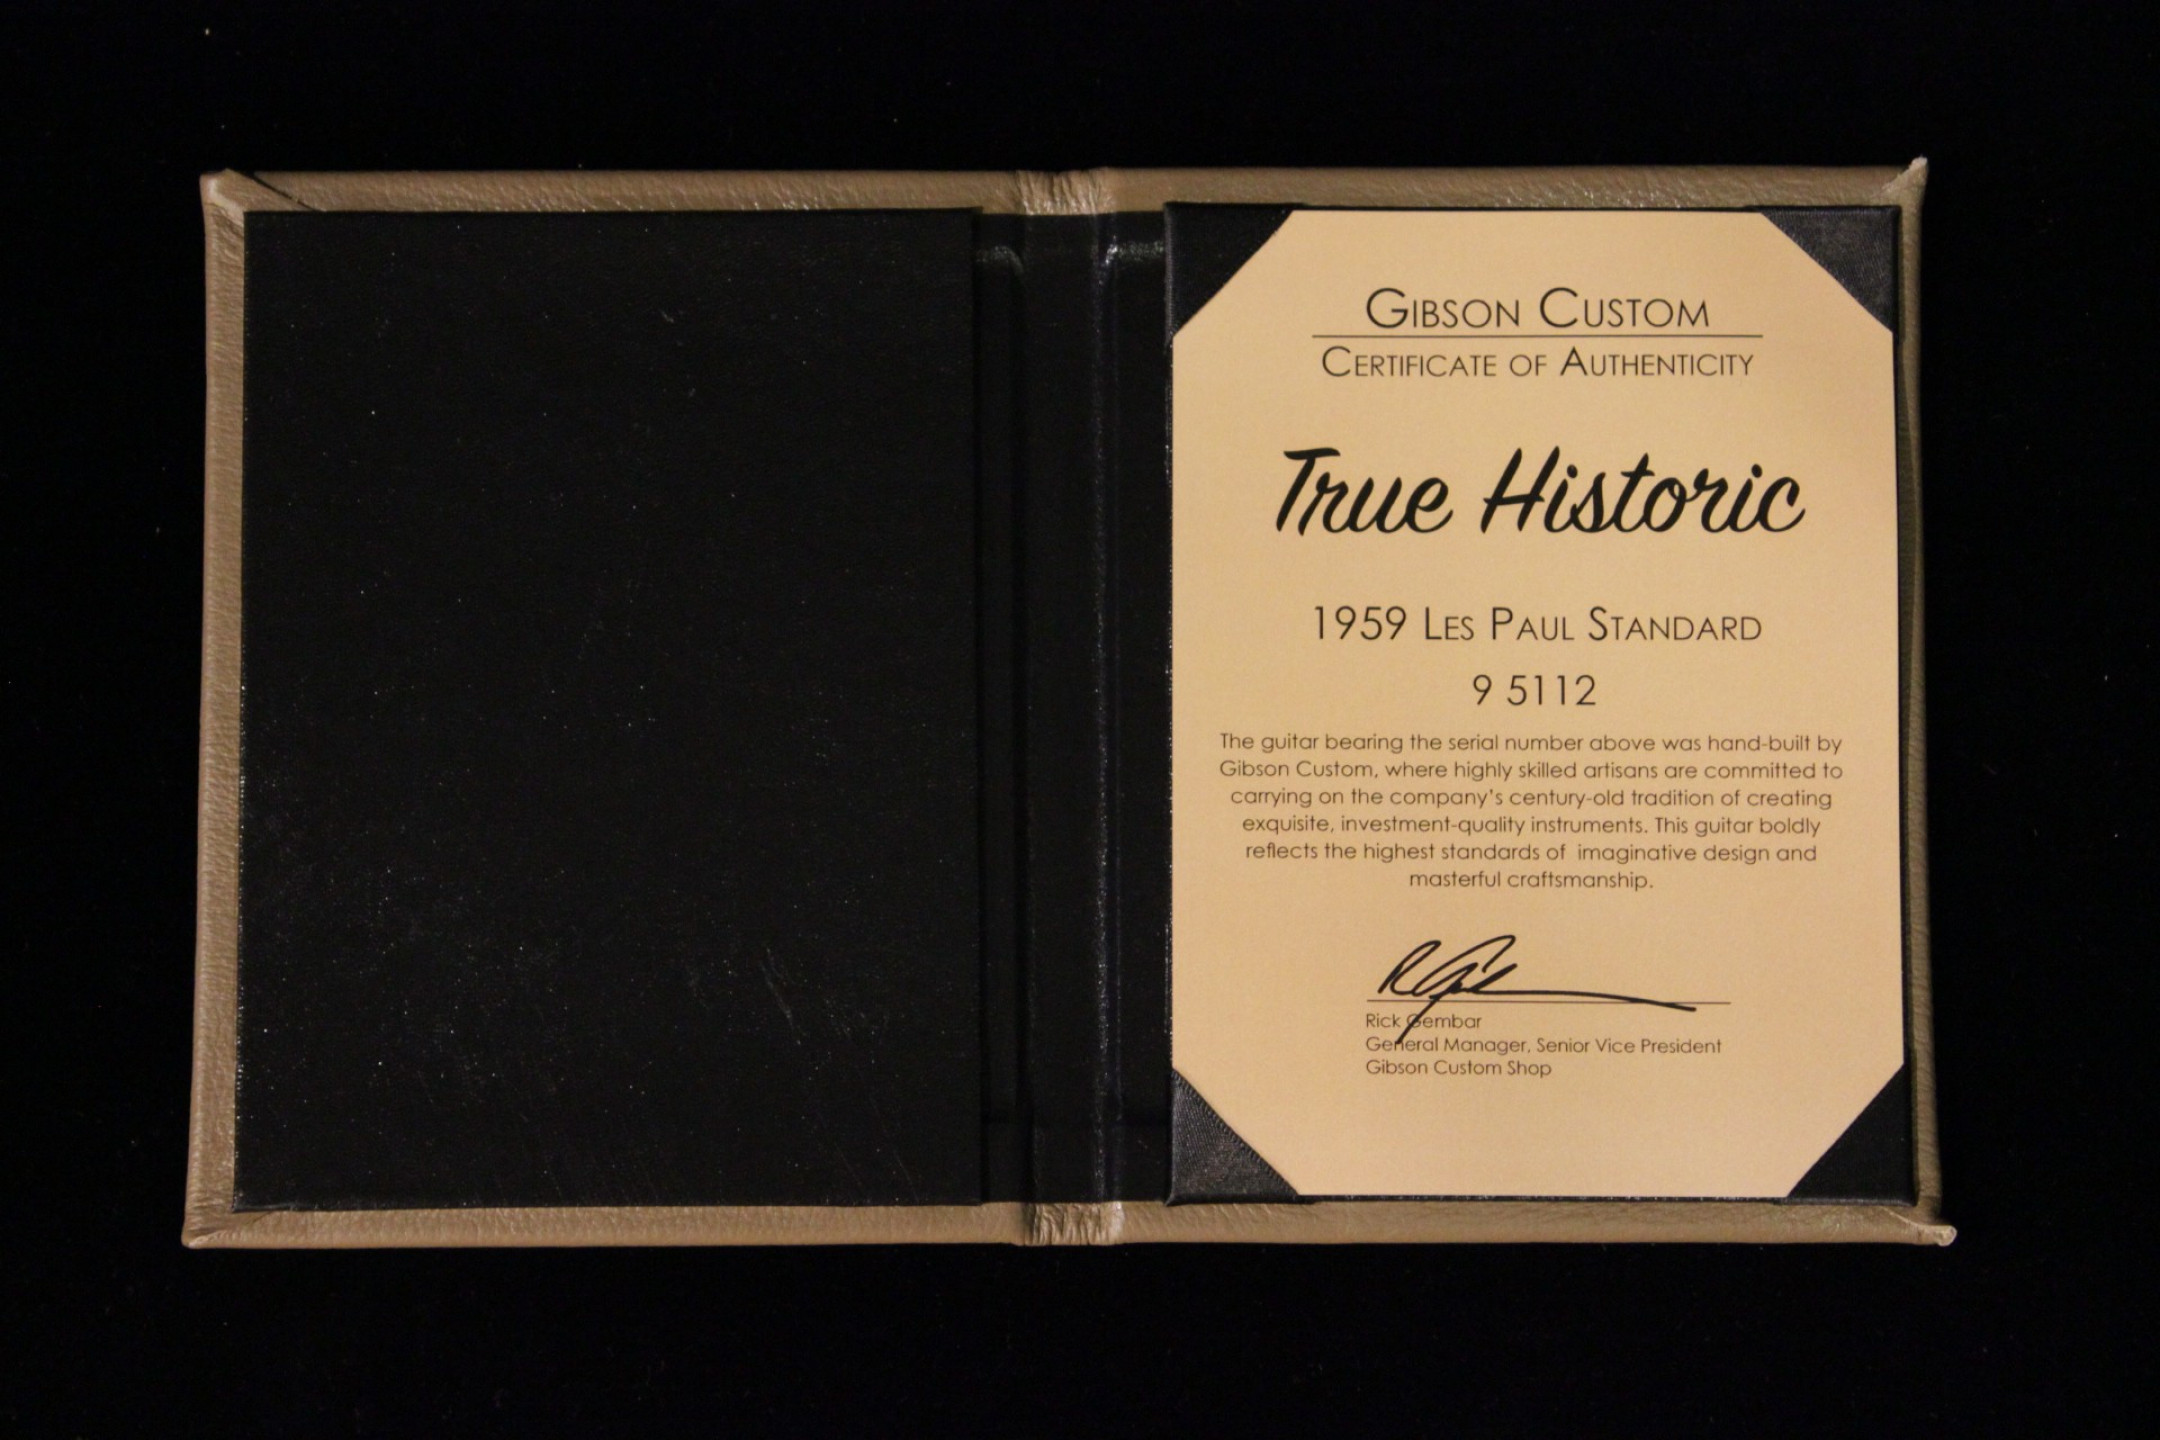 GIBSON CUSTOM
CERTIFICATE OF AUTHENTICITY
True Historic
1959 LES PAUL STANDARD
9 5112
The guitar bearing the serial number above was hand-built by
Gibson Custom, where highly skilled artisans are committed to
carrying on the company's century-old tradition of creating
exquisite, investment-quality instruments. This guitar boldly
reflects the highest standards of imaginative design and
masterful craftsmanship.
Rick Gembar
General Manager, Senior Vice President
Gibson Custom Shop